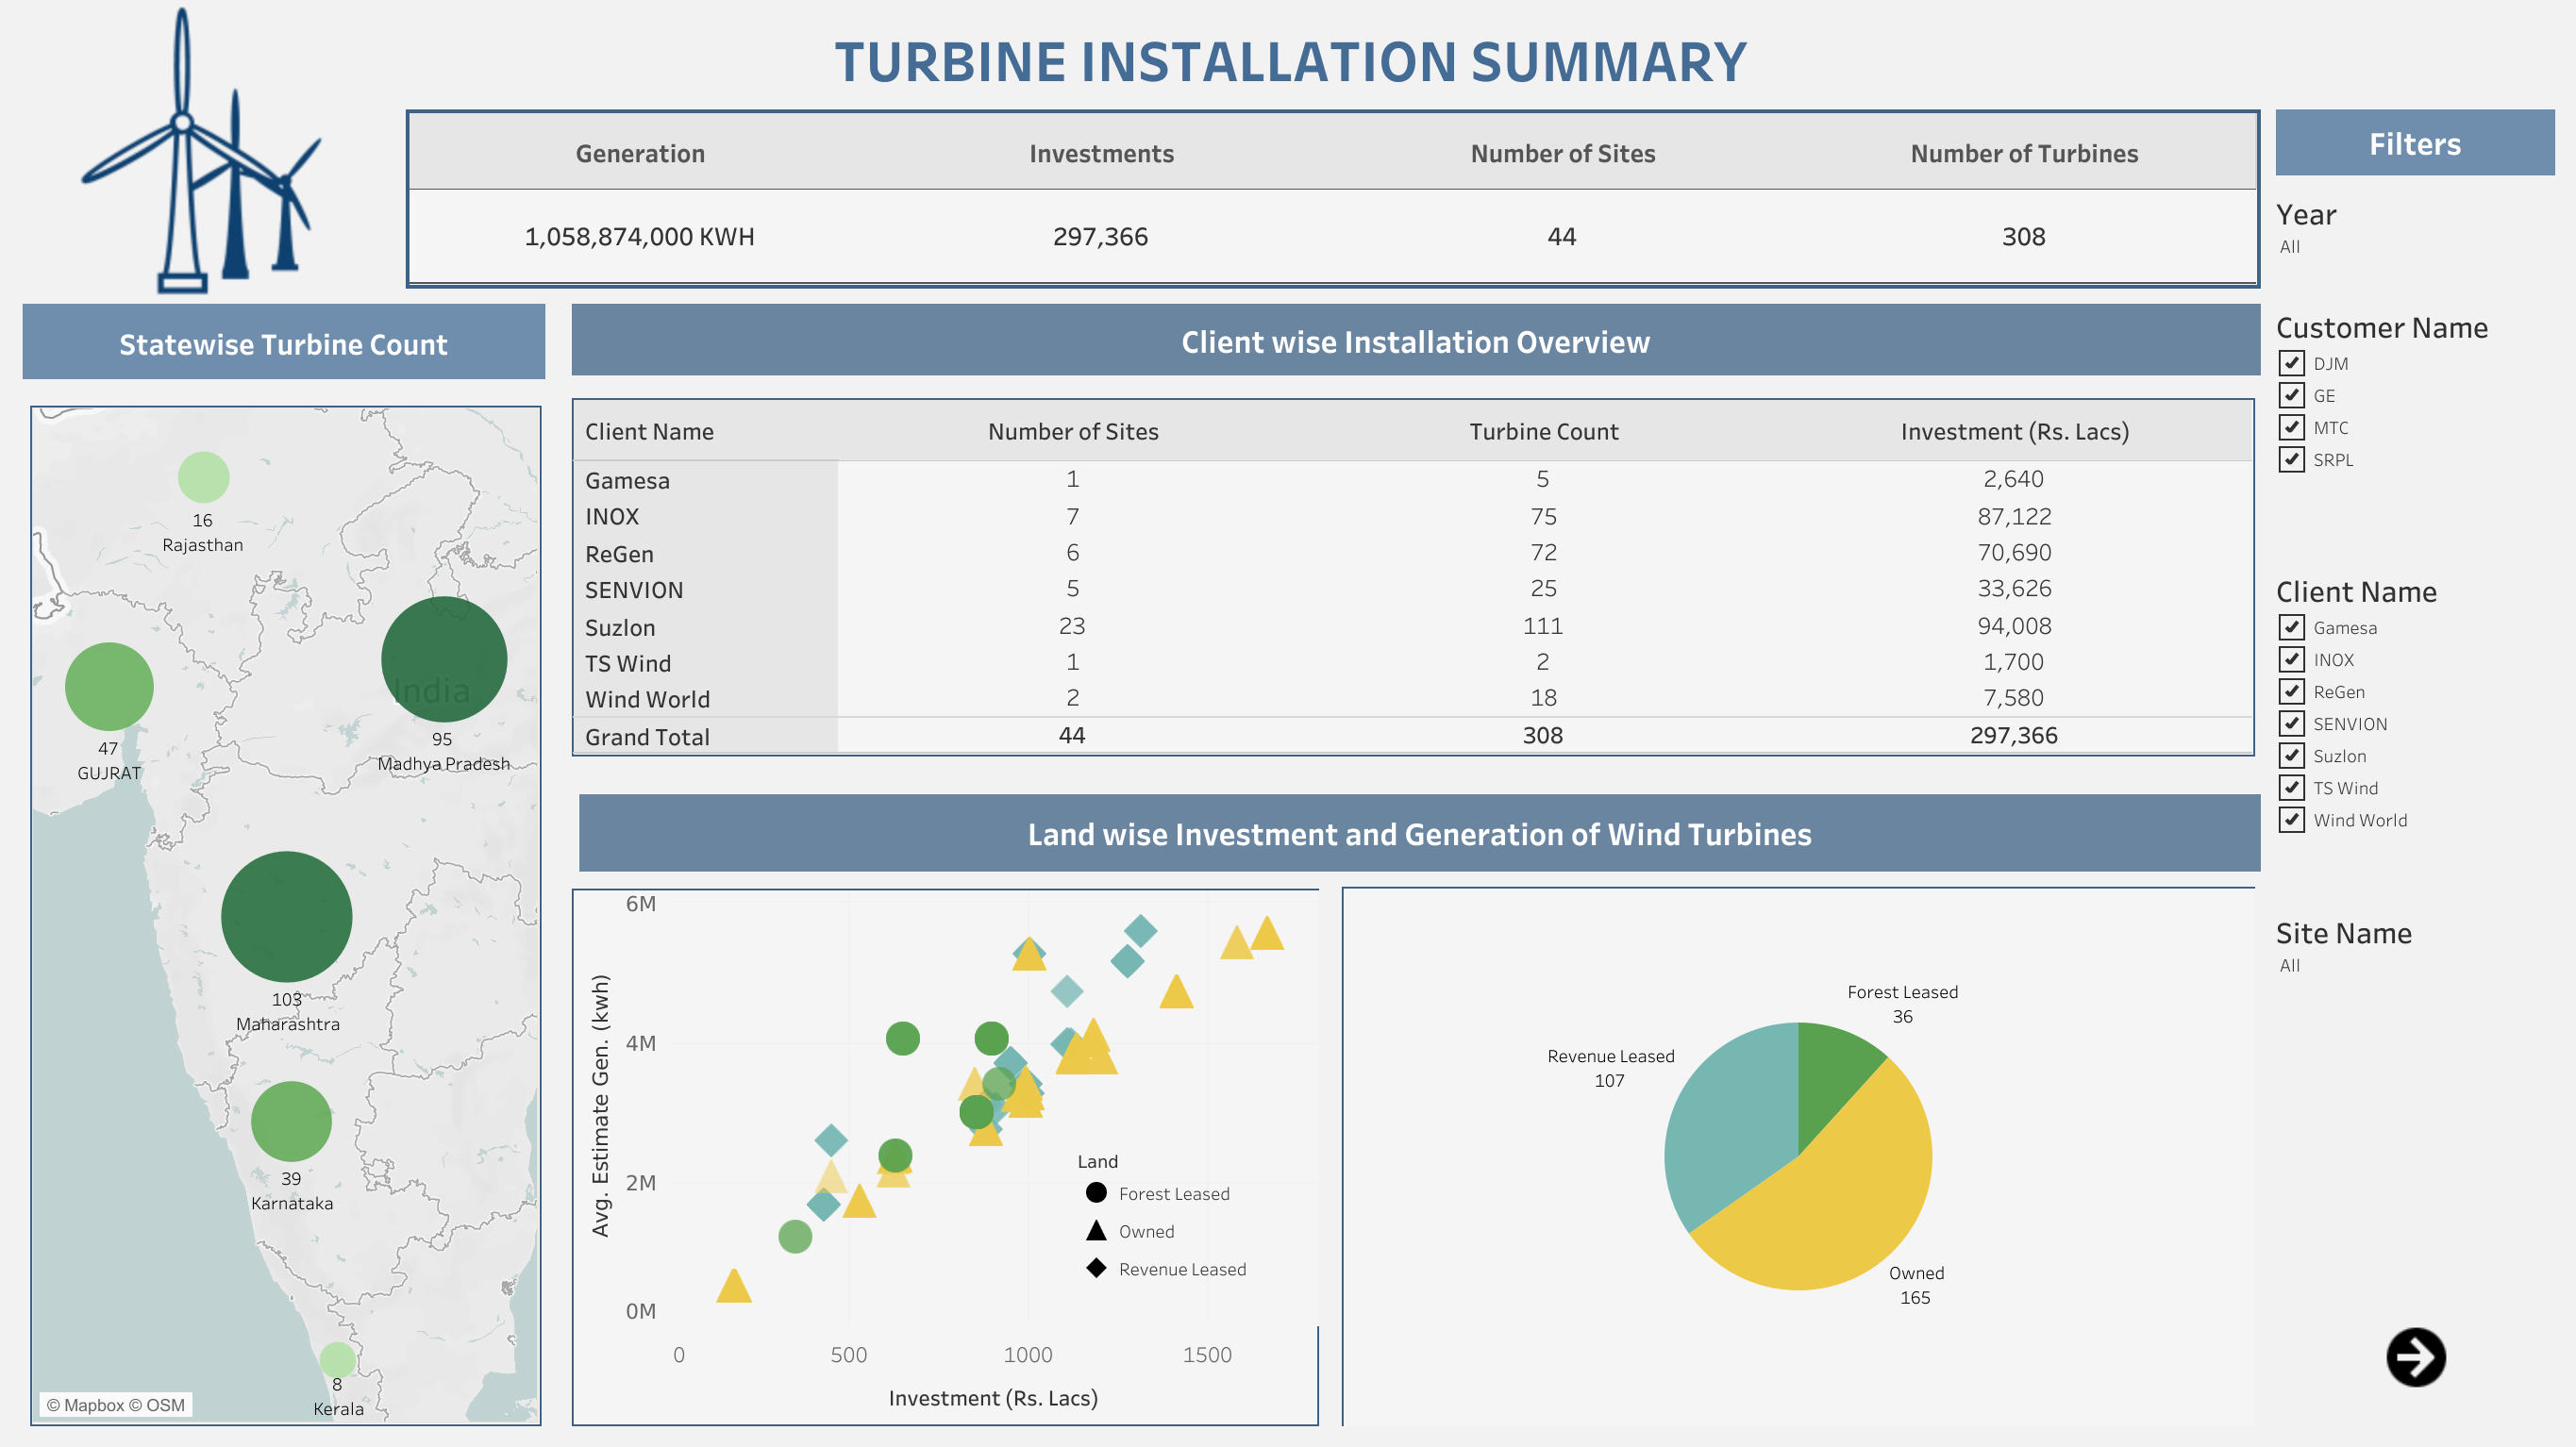 TURBINE INSTALLATION SUMMARY
Generation Investments Number of Sites Number of Turbines
1,058,874,000 KWH 297,366 44 308
Filters
Year
All
Customer Name
DJM
GE
MTC
SRPL
Client Name
Gamesa
INOX
ReGen
SENVION
Suzlon
TS Wind
Wind World
Site Name
All
Statewise Turbine Count
16
Rajasthan
India
47
GUJRAT
95
Madhya Pradesh
103
Maharashtra
39
Karnataka
8
Kerala
© Mapbox © OSM
Client wise Installation Overview
Client Name Number of Sites Turbine Count Investment (Rs. Lacs)
Gamesa 1 5 2,640
INOX 7 75 87,122
ReGen 6 72 70,690
SENVION 5 25 33,626
Suzlon 23 111 94,008
TS Wind 1 2 1,700
Wind World 2 18 7,580
Grand Total 44 308 297,366
Land wise Investment and Generation of Wind Turbines
Avg. Estimate Gen. (kwh)
6M
4M
2M
0M
0 500 1000 1500
Investment (Rs. Lacs)
Land
Forest Leased
Owned
Revenue Leased
Forest Leased
36
Revenue Leased
107
Owned
165